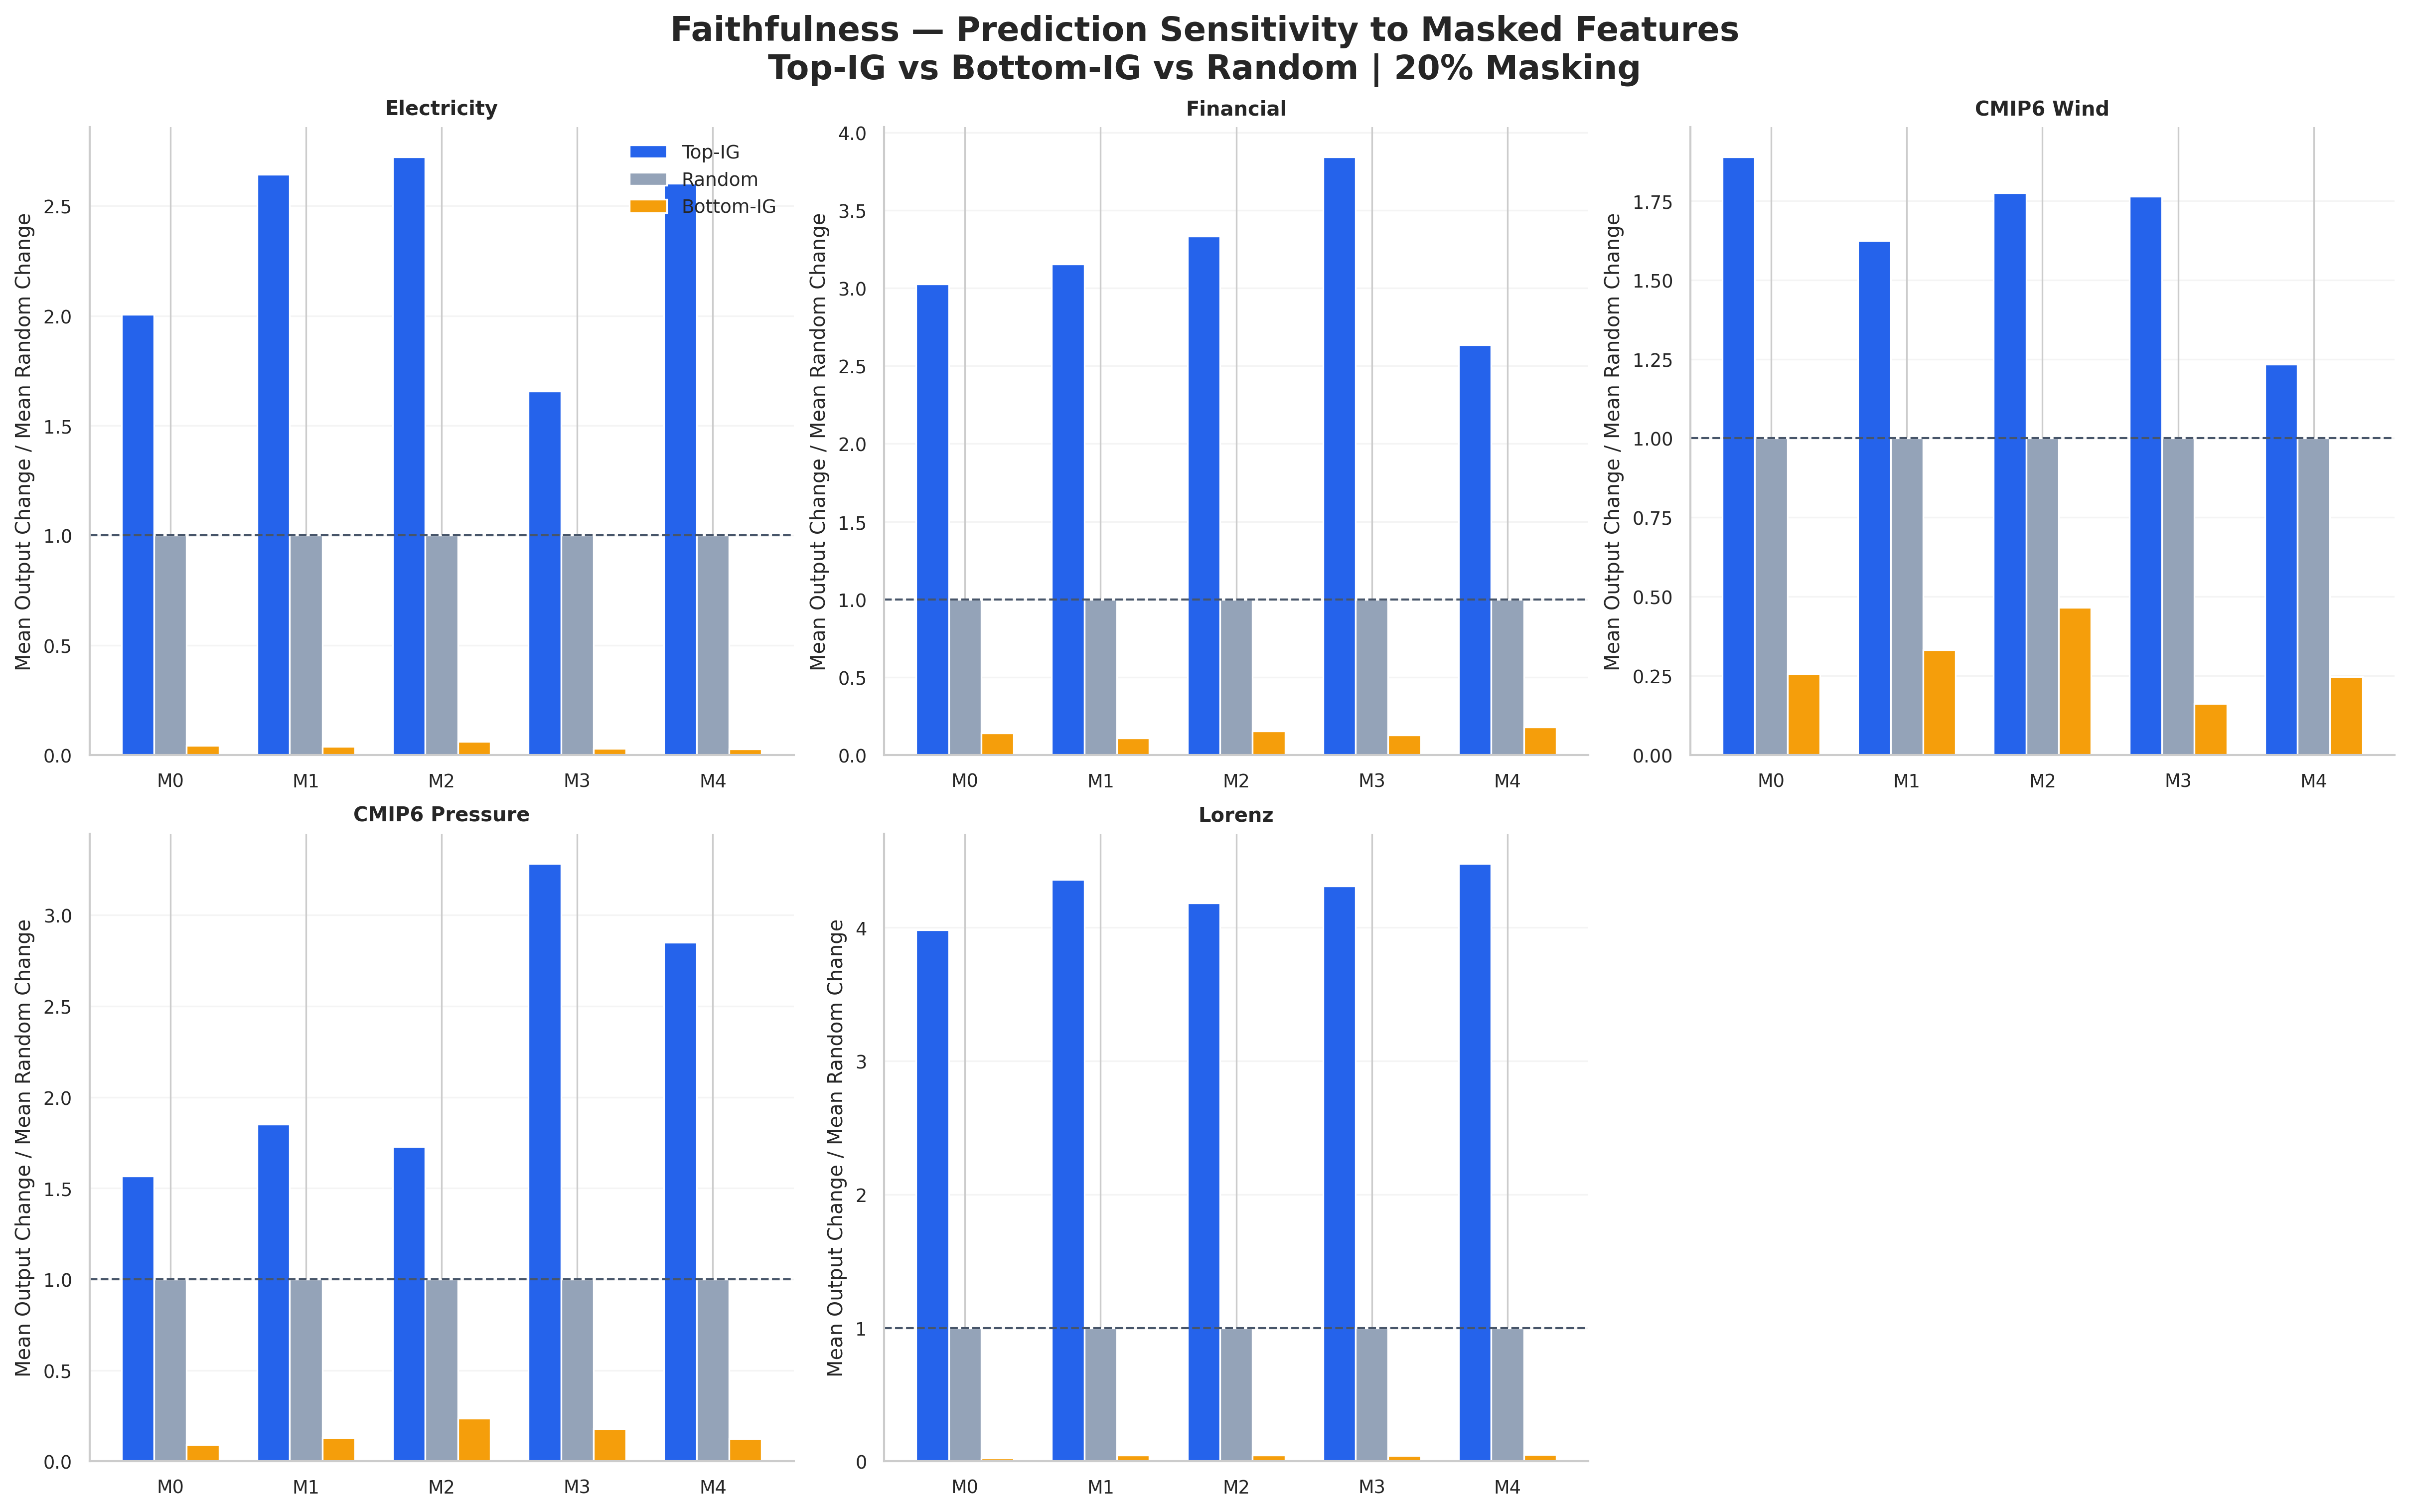 Faithfulness — Prediction Sensitivity to Masked Features
Top-IG vs Bottom-IG vs Random | 20% Masking
Electricity
Mean Output Change / Mean Random Change
2.5
2.0
1.5
1.0
0.5
0.0
Top-IG
Random
Bottom-IG
M0 M1 M2 M3 M4
Financial
Mean Output Change / Mean Random Change
4.0
3.5
3.0
2.5
2.0
1.5
1.0
0.5
0.0
M0 M1 M2 M3 M4
CMIP6 Wind
Mean Output Change / Mean Random Change
1.75
1.50
1.25
1.00
0.75
0.50
0.25
0.00
M0 M1 M2 M3 M4
CMIP6 Pressure
Mean Output Change / Mean Random Change
3.0
2.5
2.0
1.5
1.0
0.5
0.0
M0 M1 M2 M3 M4
Lorenz
Mean Output Change / Mean Random Change
4
3
2
1
0
M0 M1 M2 M3 M4